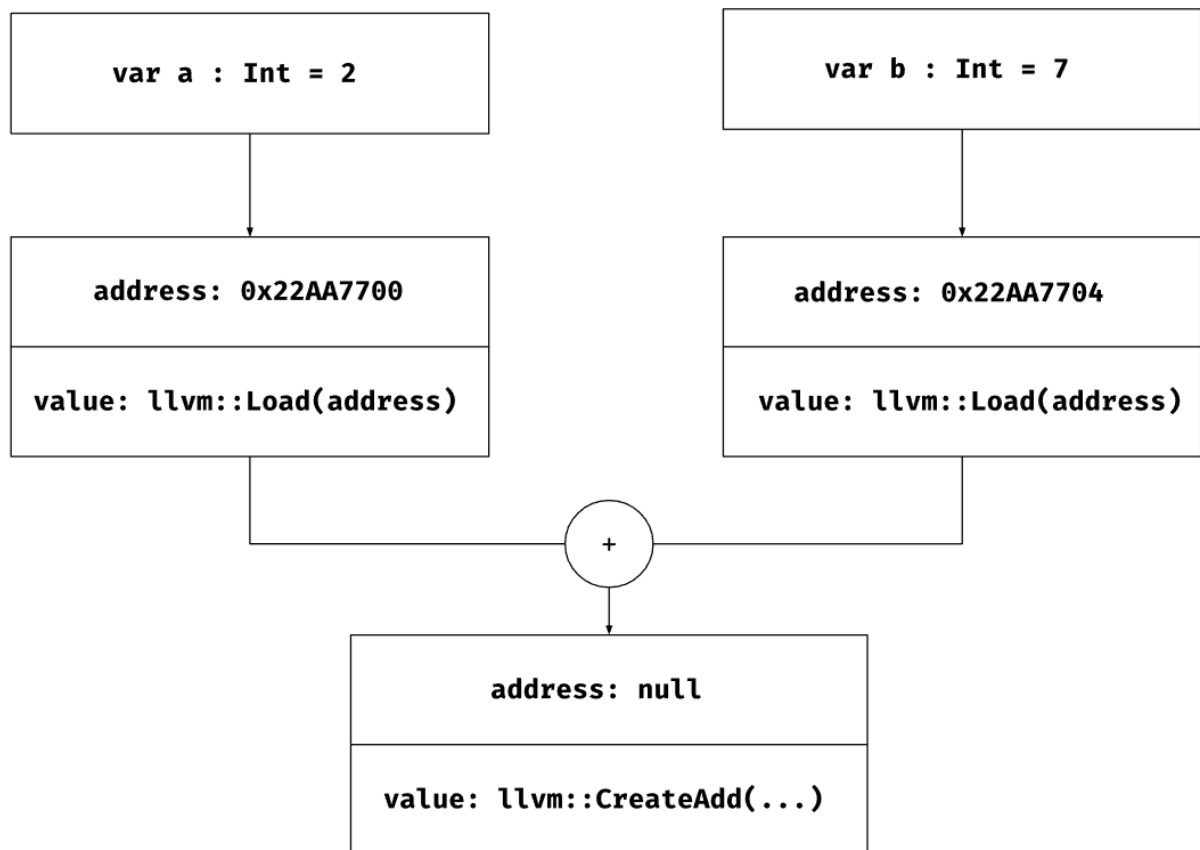 var a : Int = 2
var b : Int = 7
address: 0x22AA7700
address: 0x22AA7704
value: llvm::Load(address)
value: llvm::Load(address)
+
address: null
value: llvm::CreateAdd(...)